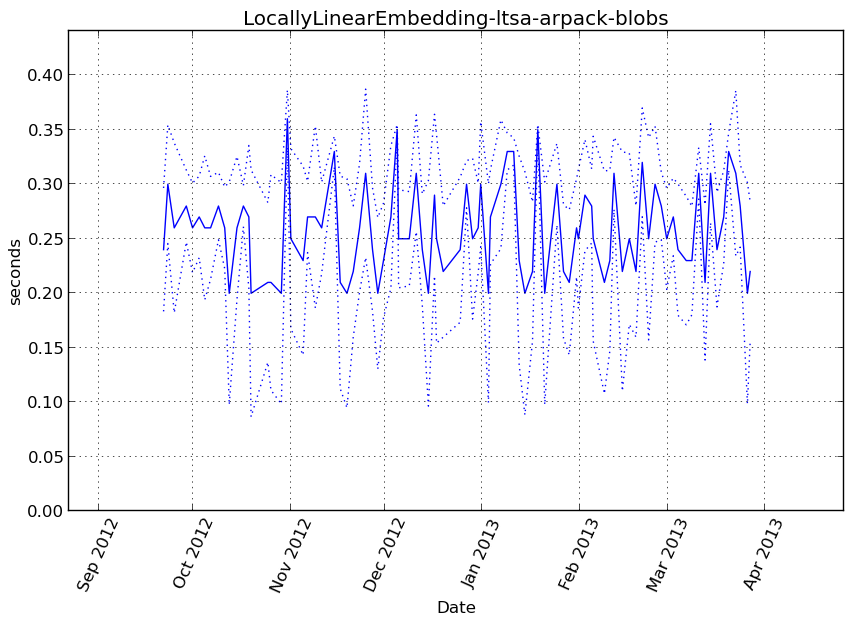 LocallyLinearEmbedding-ltsa-arpack-blobs
0.40
0.35
0.30
0.25
0.20
0.15
0.10
0.05
0.00
seconds
Sep 2012
Oct 2012
Nov 2012
Dec 2012
Jan 2013
Feb 2013
Mar 2013
Apr 2013
Date